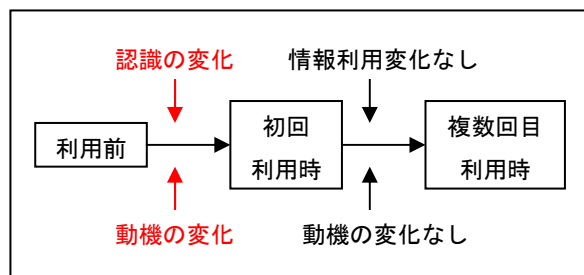 認識の変化
情報利用変化なし
利用前
初回
利用時
複数回目
利用時
動機の変化
動機の変化なし